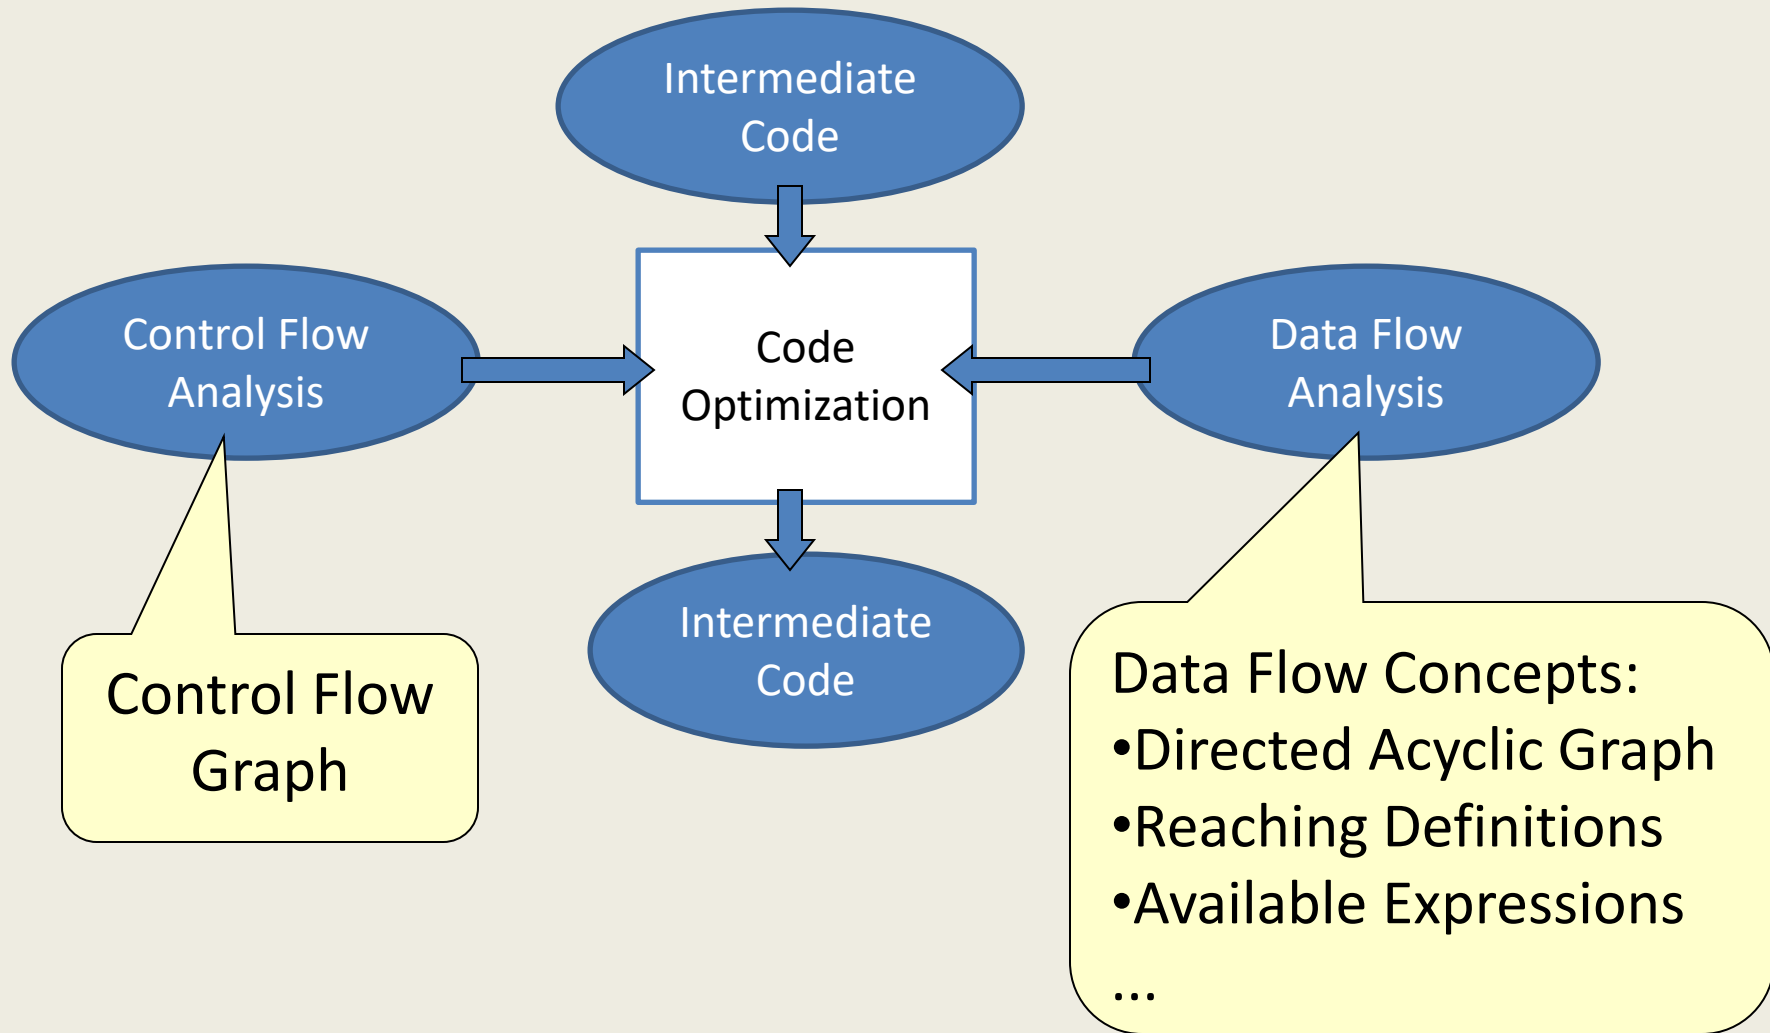 Intermediate
Code
Control Flow
Analysis
Code
Optimization
Data Flow
Analysis
Intermediate
Code
Control Flow
Graph
Data Flow Concepts:
•Directed Acyclic Graph
•Reaching Definitions
•Available Expressions
...